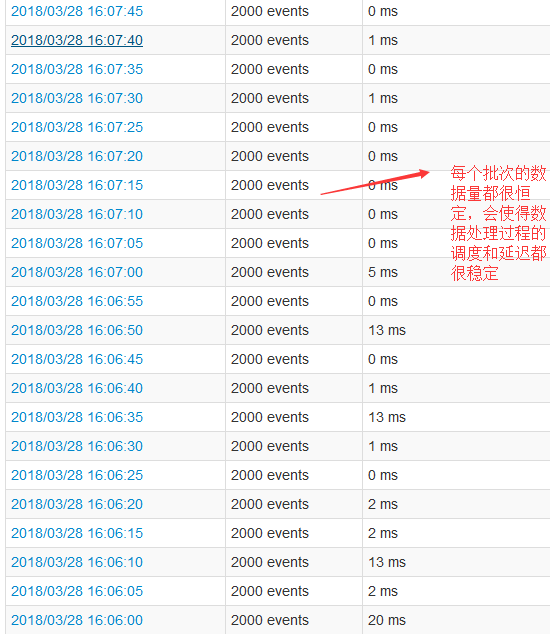 2018/03/28 16:07:45 2000 events 0 ms
2018/03/28 16:07:40 2000 events 1 ms
2018/03/28 16:07:35 2000 events 0 ms
2018/03/28 16:07:30 2000 events 1 ms
2018/03/28 16:07:25 2000 events 0 ms
2018/03/28 16:07:20 2000 events 0 ms
2018/03/28 16:07:15 2000 events 0 ms
2018/03/28 16:07:10 2000 events 0 ms
2018/03/28 16:07:05 2000 events 0 ms
2018/03/28 16:07:00 2000 events 5 ms
2018/03/28 16:06:55 2000 events 0 ms
2018/03/28 16:06:50 2000 events 13 ms
2018/03/28 16:06:45 2000 events 0 ms
2018/03/28 16:06:40 2000 events 1 ms
2018/03/28 16:06:35 2000 events 13 ms
2018/03/28 16:06:30 2000 events 1 ms
2018/03/28 16:06:25 2000 events 0 ms
2018/03/28 16:06:20 2000 events 2 ms
2018/03/28 16:06:15 2000 events 2 ms
2018/03/28 16:06:10 2000 events 13 ms
2018/03/28 16:06:05 2000 events 2 ms
2018/03/28 16:06:00 2000 events 20 ms
每个批次的数
据量都很恒
定，会使得数
据处理过程的
调度和延迟都
很稳定